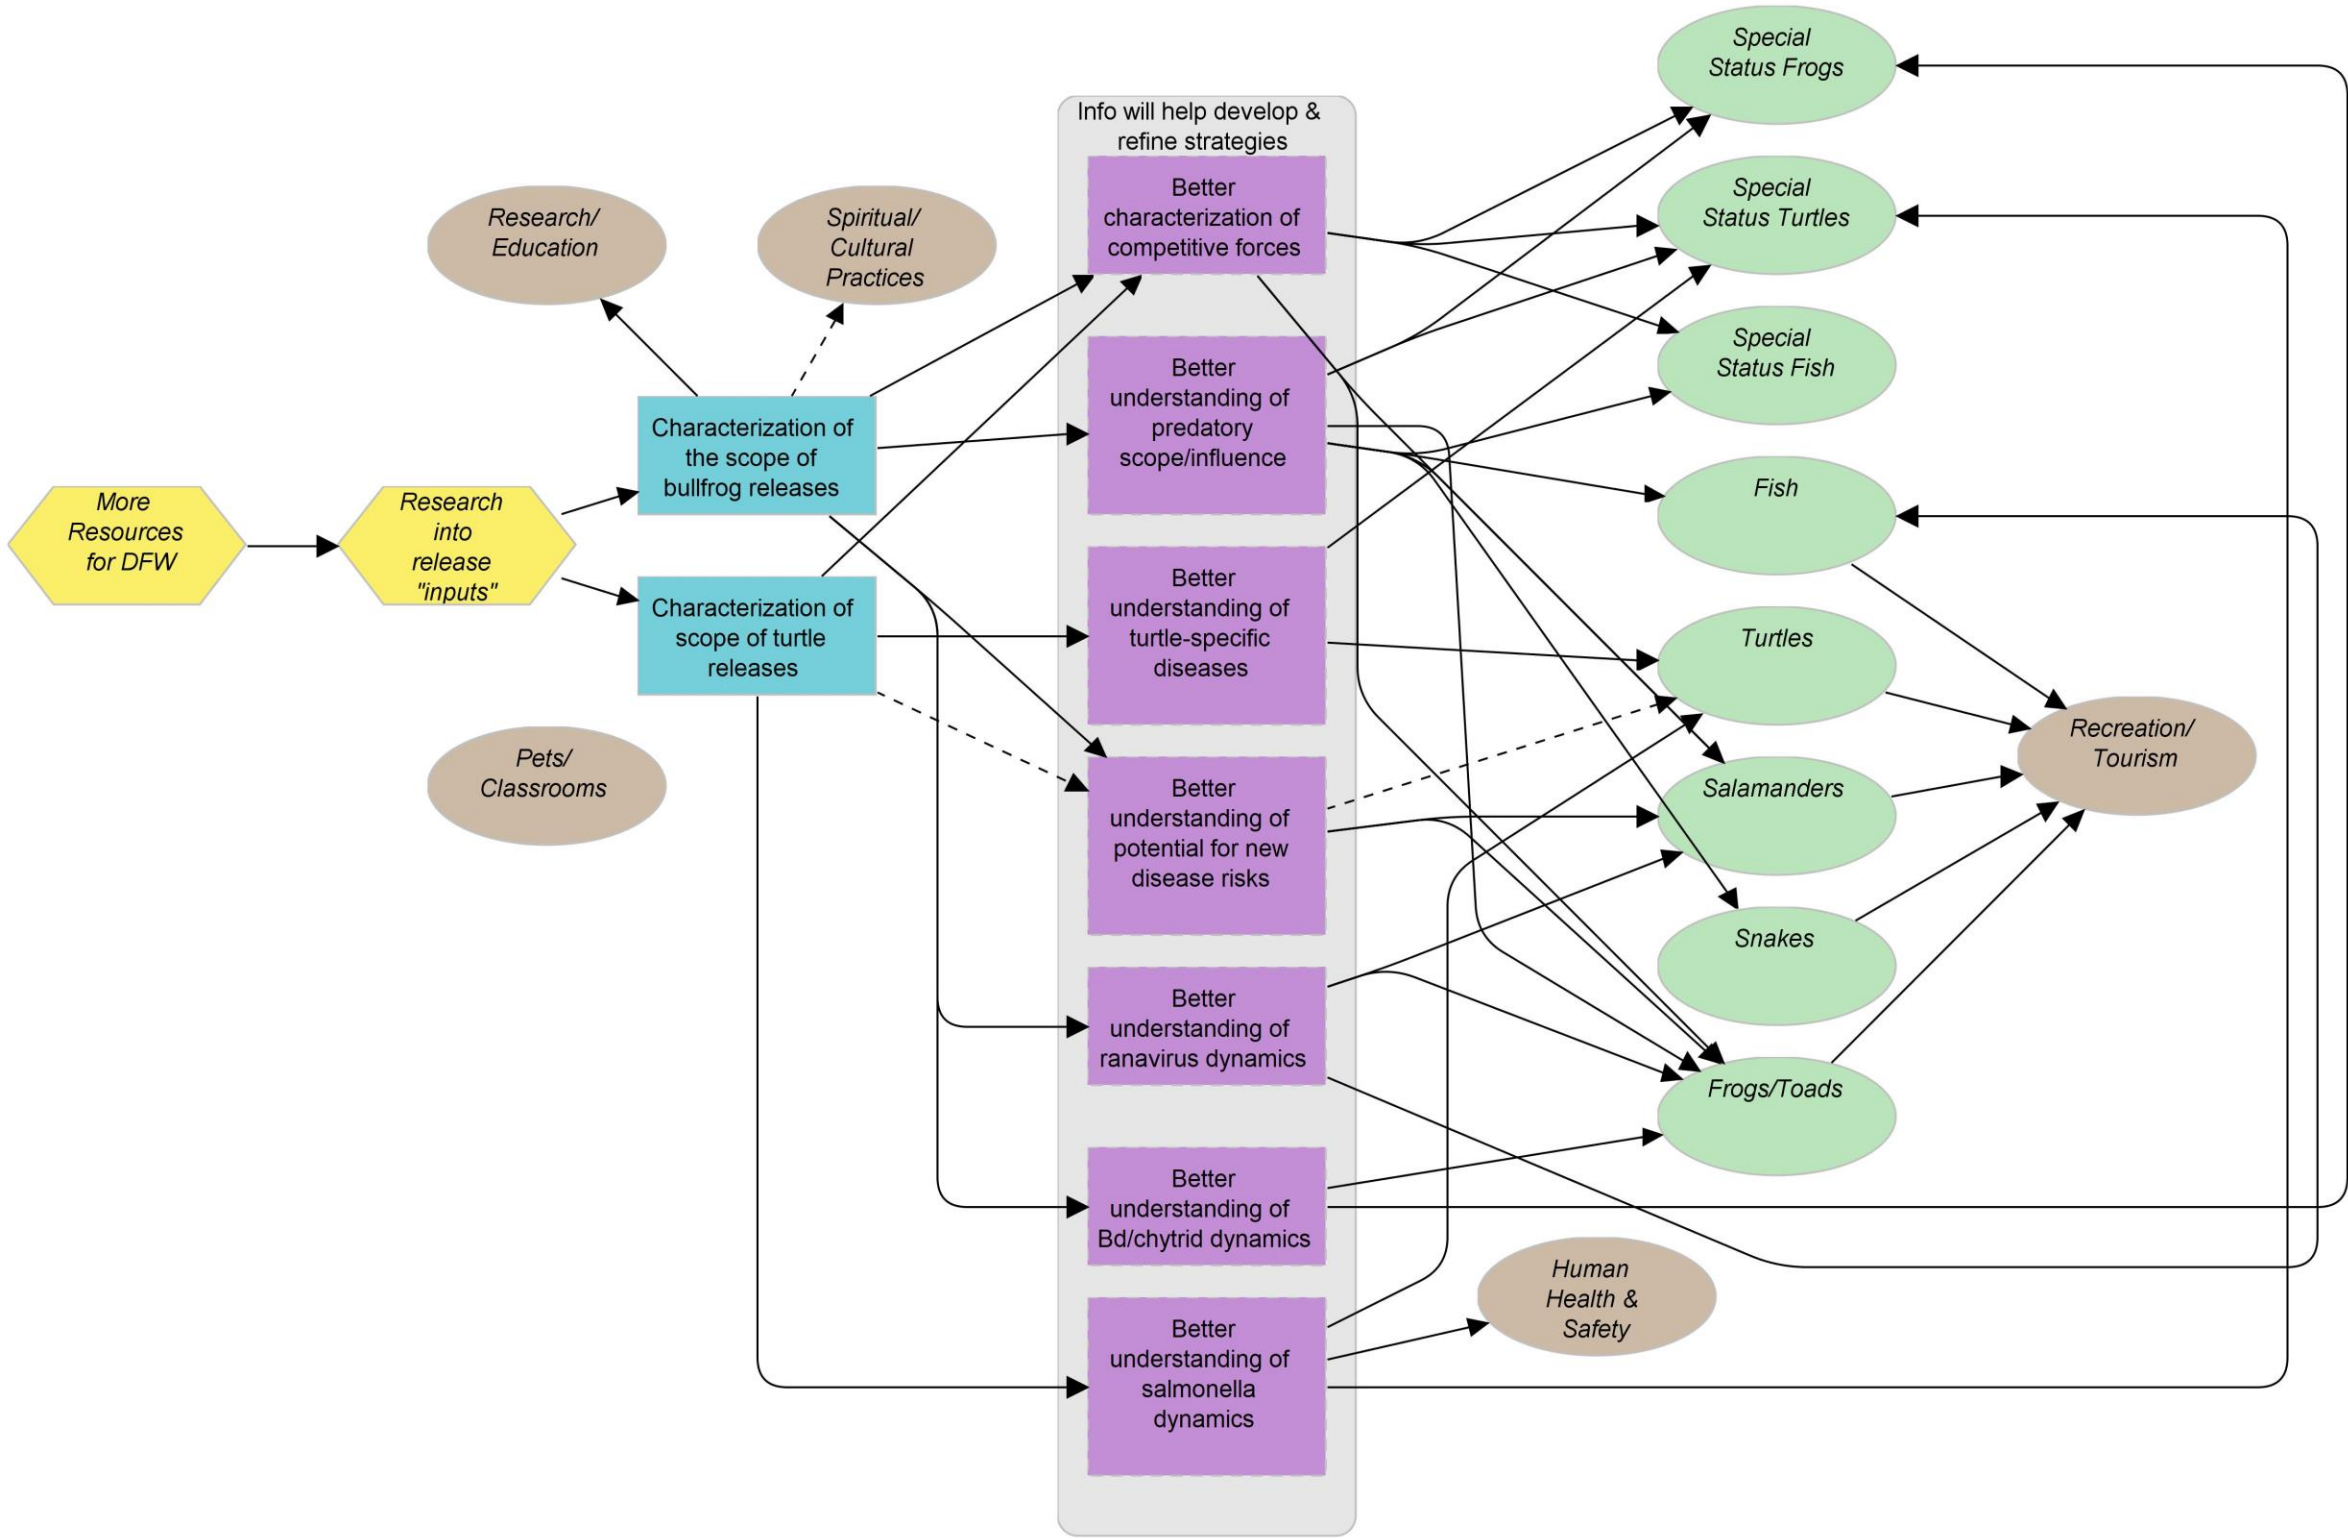 More
Resources
for DFW
Research
into
release
"inputs"
Research/
Education
Spiritual/
Cultural
Practices
Characterization of
the scope of
bullfrog releases
Characterization of
scope of turtle
releases
Pets/
Classrooms
Info will help develop &
refine strategies
Better
characterization of
competitive forces
Better
understanding of
predatory
scope/influence
Better
understanding of
turtle-specific
diseases
Better
understanding of
potential for new
disease risks
Better
understanding of
ranavirus dynamics
Better
understanding of
Bd/chytrid dynamics
Better
understanding of
salmonella
dynamics
Special
Status Frogs
Special
Status Turtles
Special
Status Fish
Fish
Turtles
Salamanders
Snakes
Frogs/Toads
Human
Health &
Safety
Recreation/
Tourism